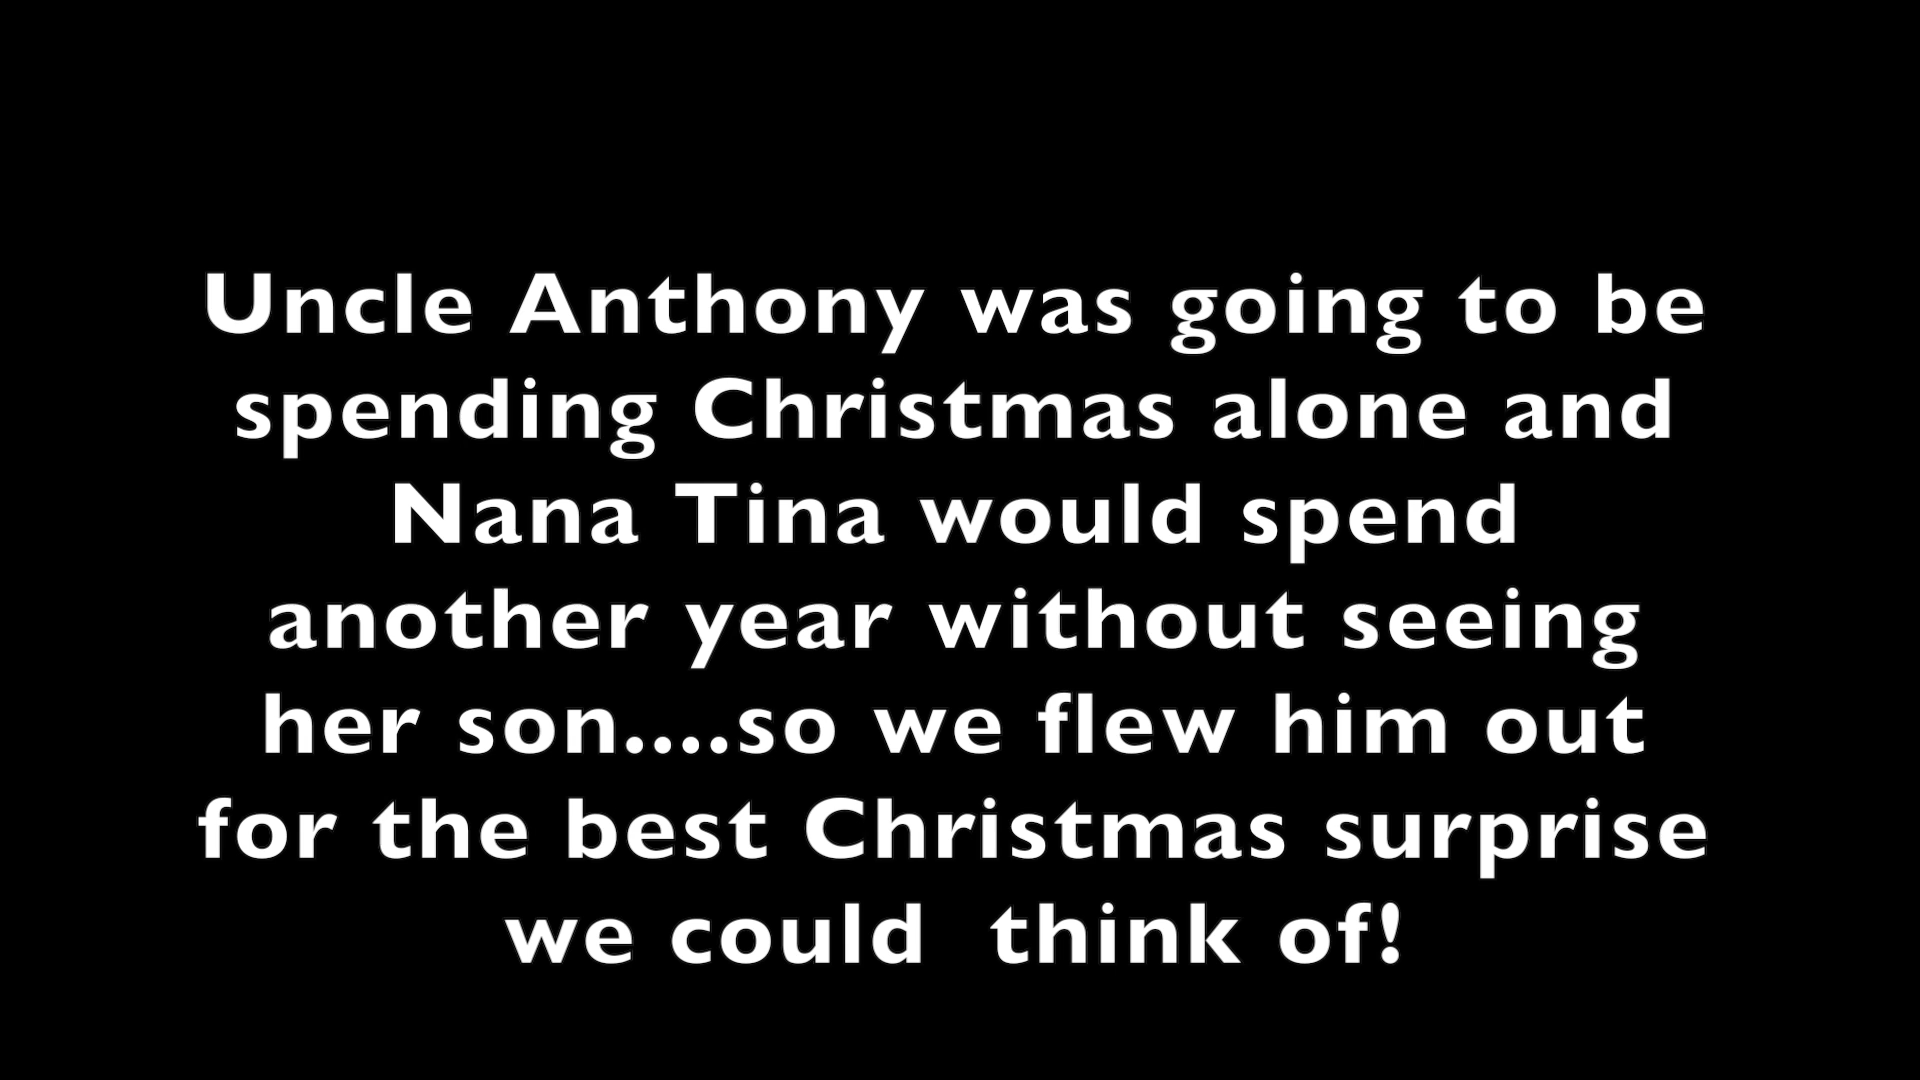 Uncle Anthony was going to be
spending Christmas alone and
Nana Tina would spend
another year without seeing
her son....so we flew him out
for the best Christmas surprise
we could  think of!